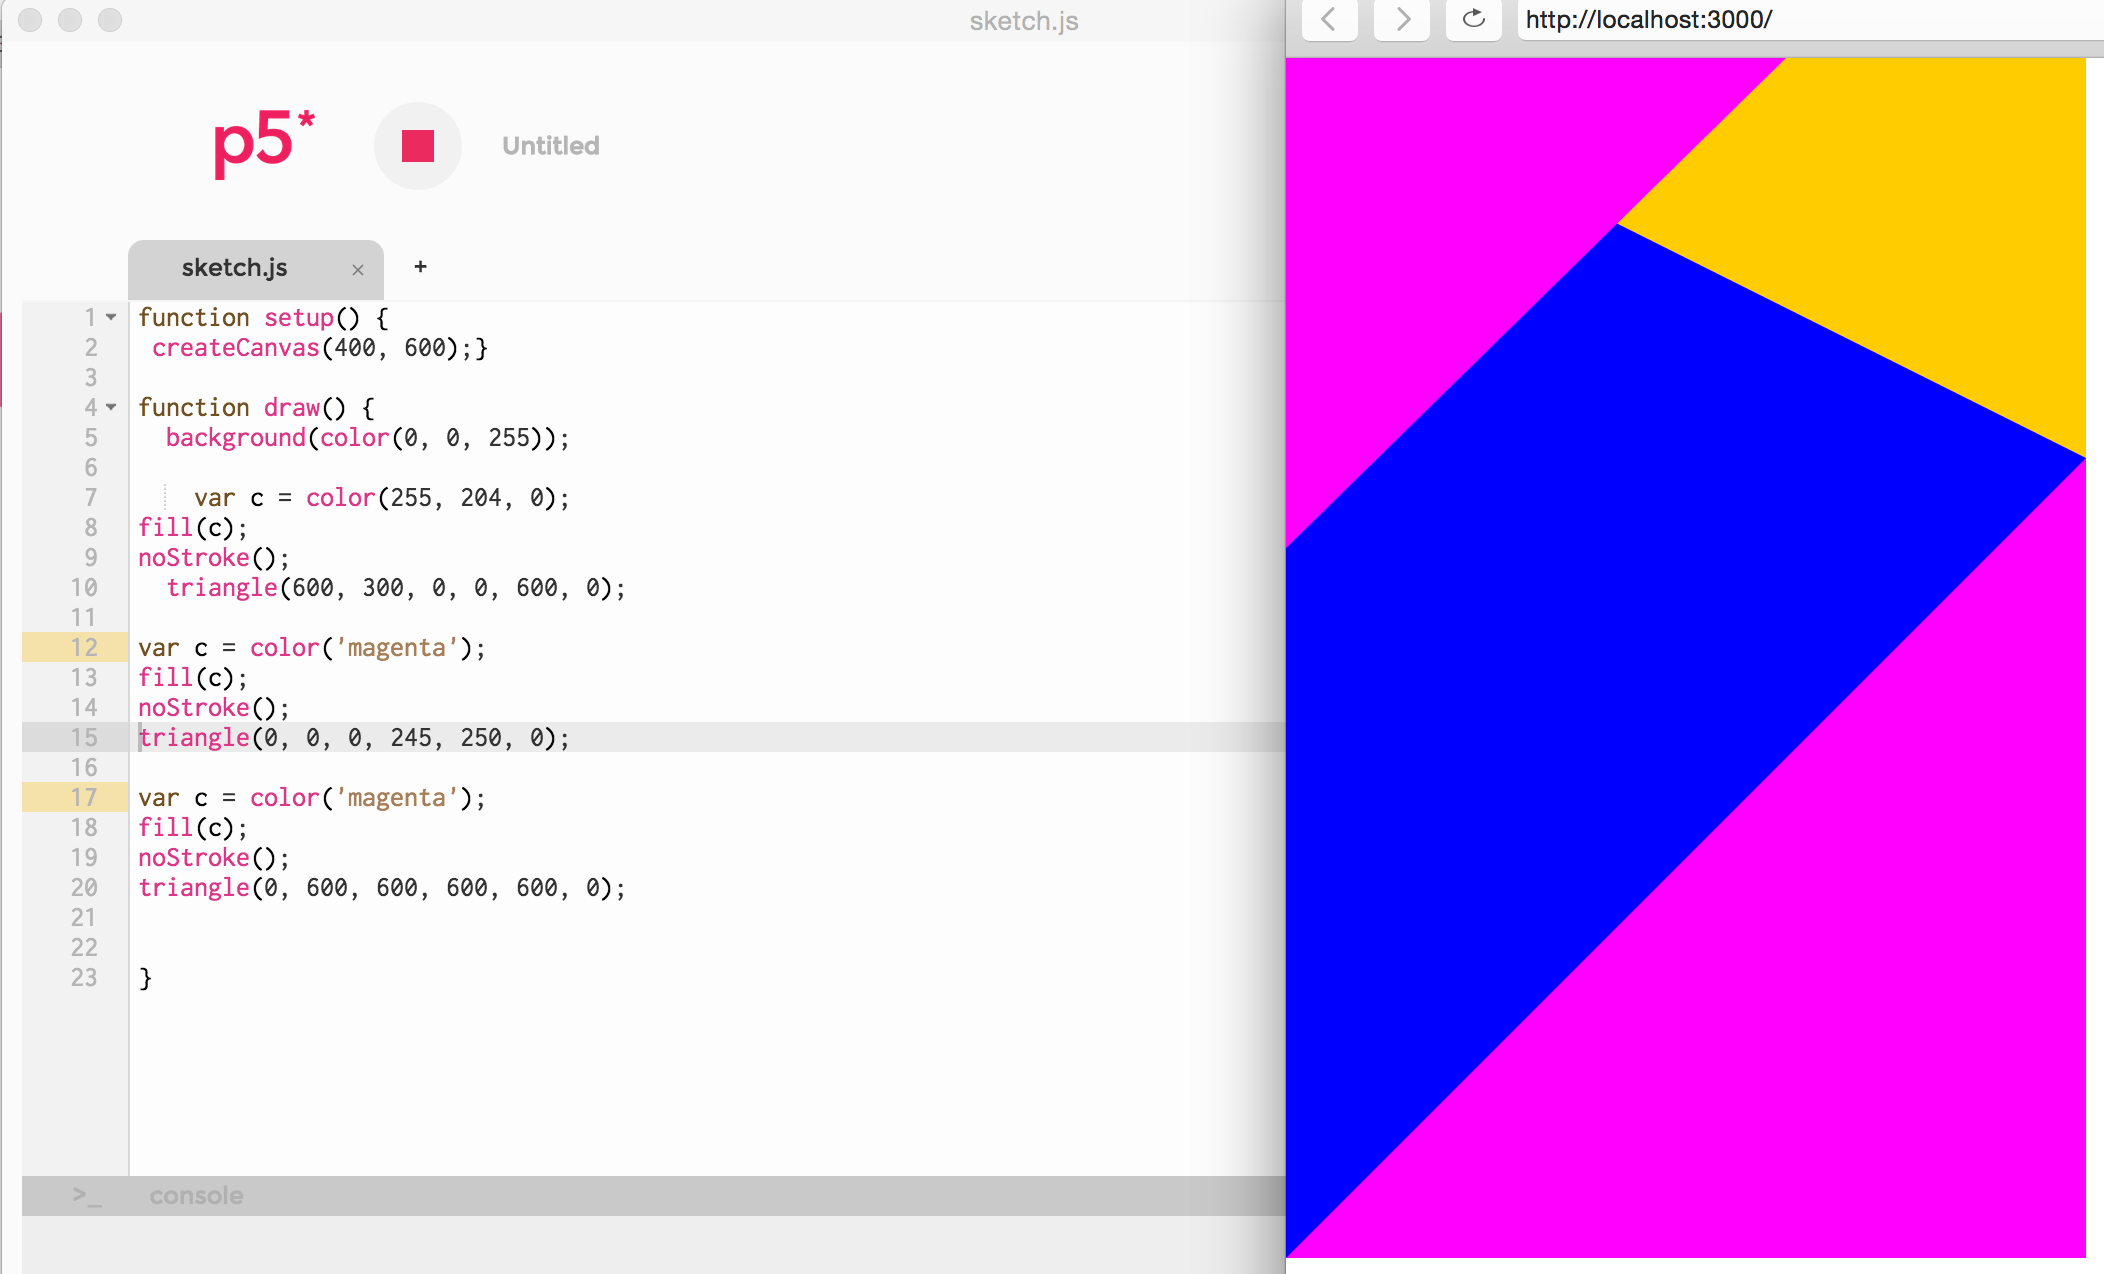 sketch.js
http://localhost:3000/
p5*
Untitled
sketch.js × +
1 function setup() {
2 createCanvas(400, 600);}
3
4 function draw() {
5 background(color(0, 0, 255));
6
7 var c = color(255, 204, 0);
8 fill(c);
9 noStroke();
10 triangle(600, 300, 0, 0, 600, 0);
11
12 var c = color('magenta');
13 fill(c);
14 noStroke();
15 triangle(0, 0, 0, 245, 250, 0);
16
17 var c = color('magenta');
18 fill(c);
19 noStroke();
20 triangle(0, 600, 600, 600, 600, 0);
21
22
23 }
>_ console